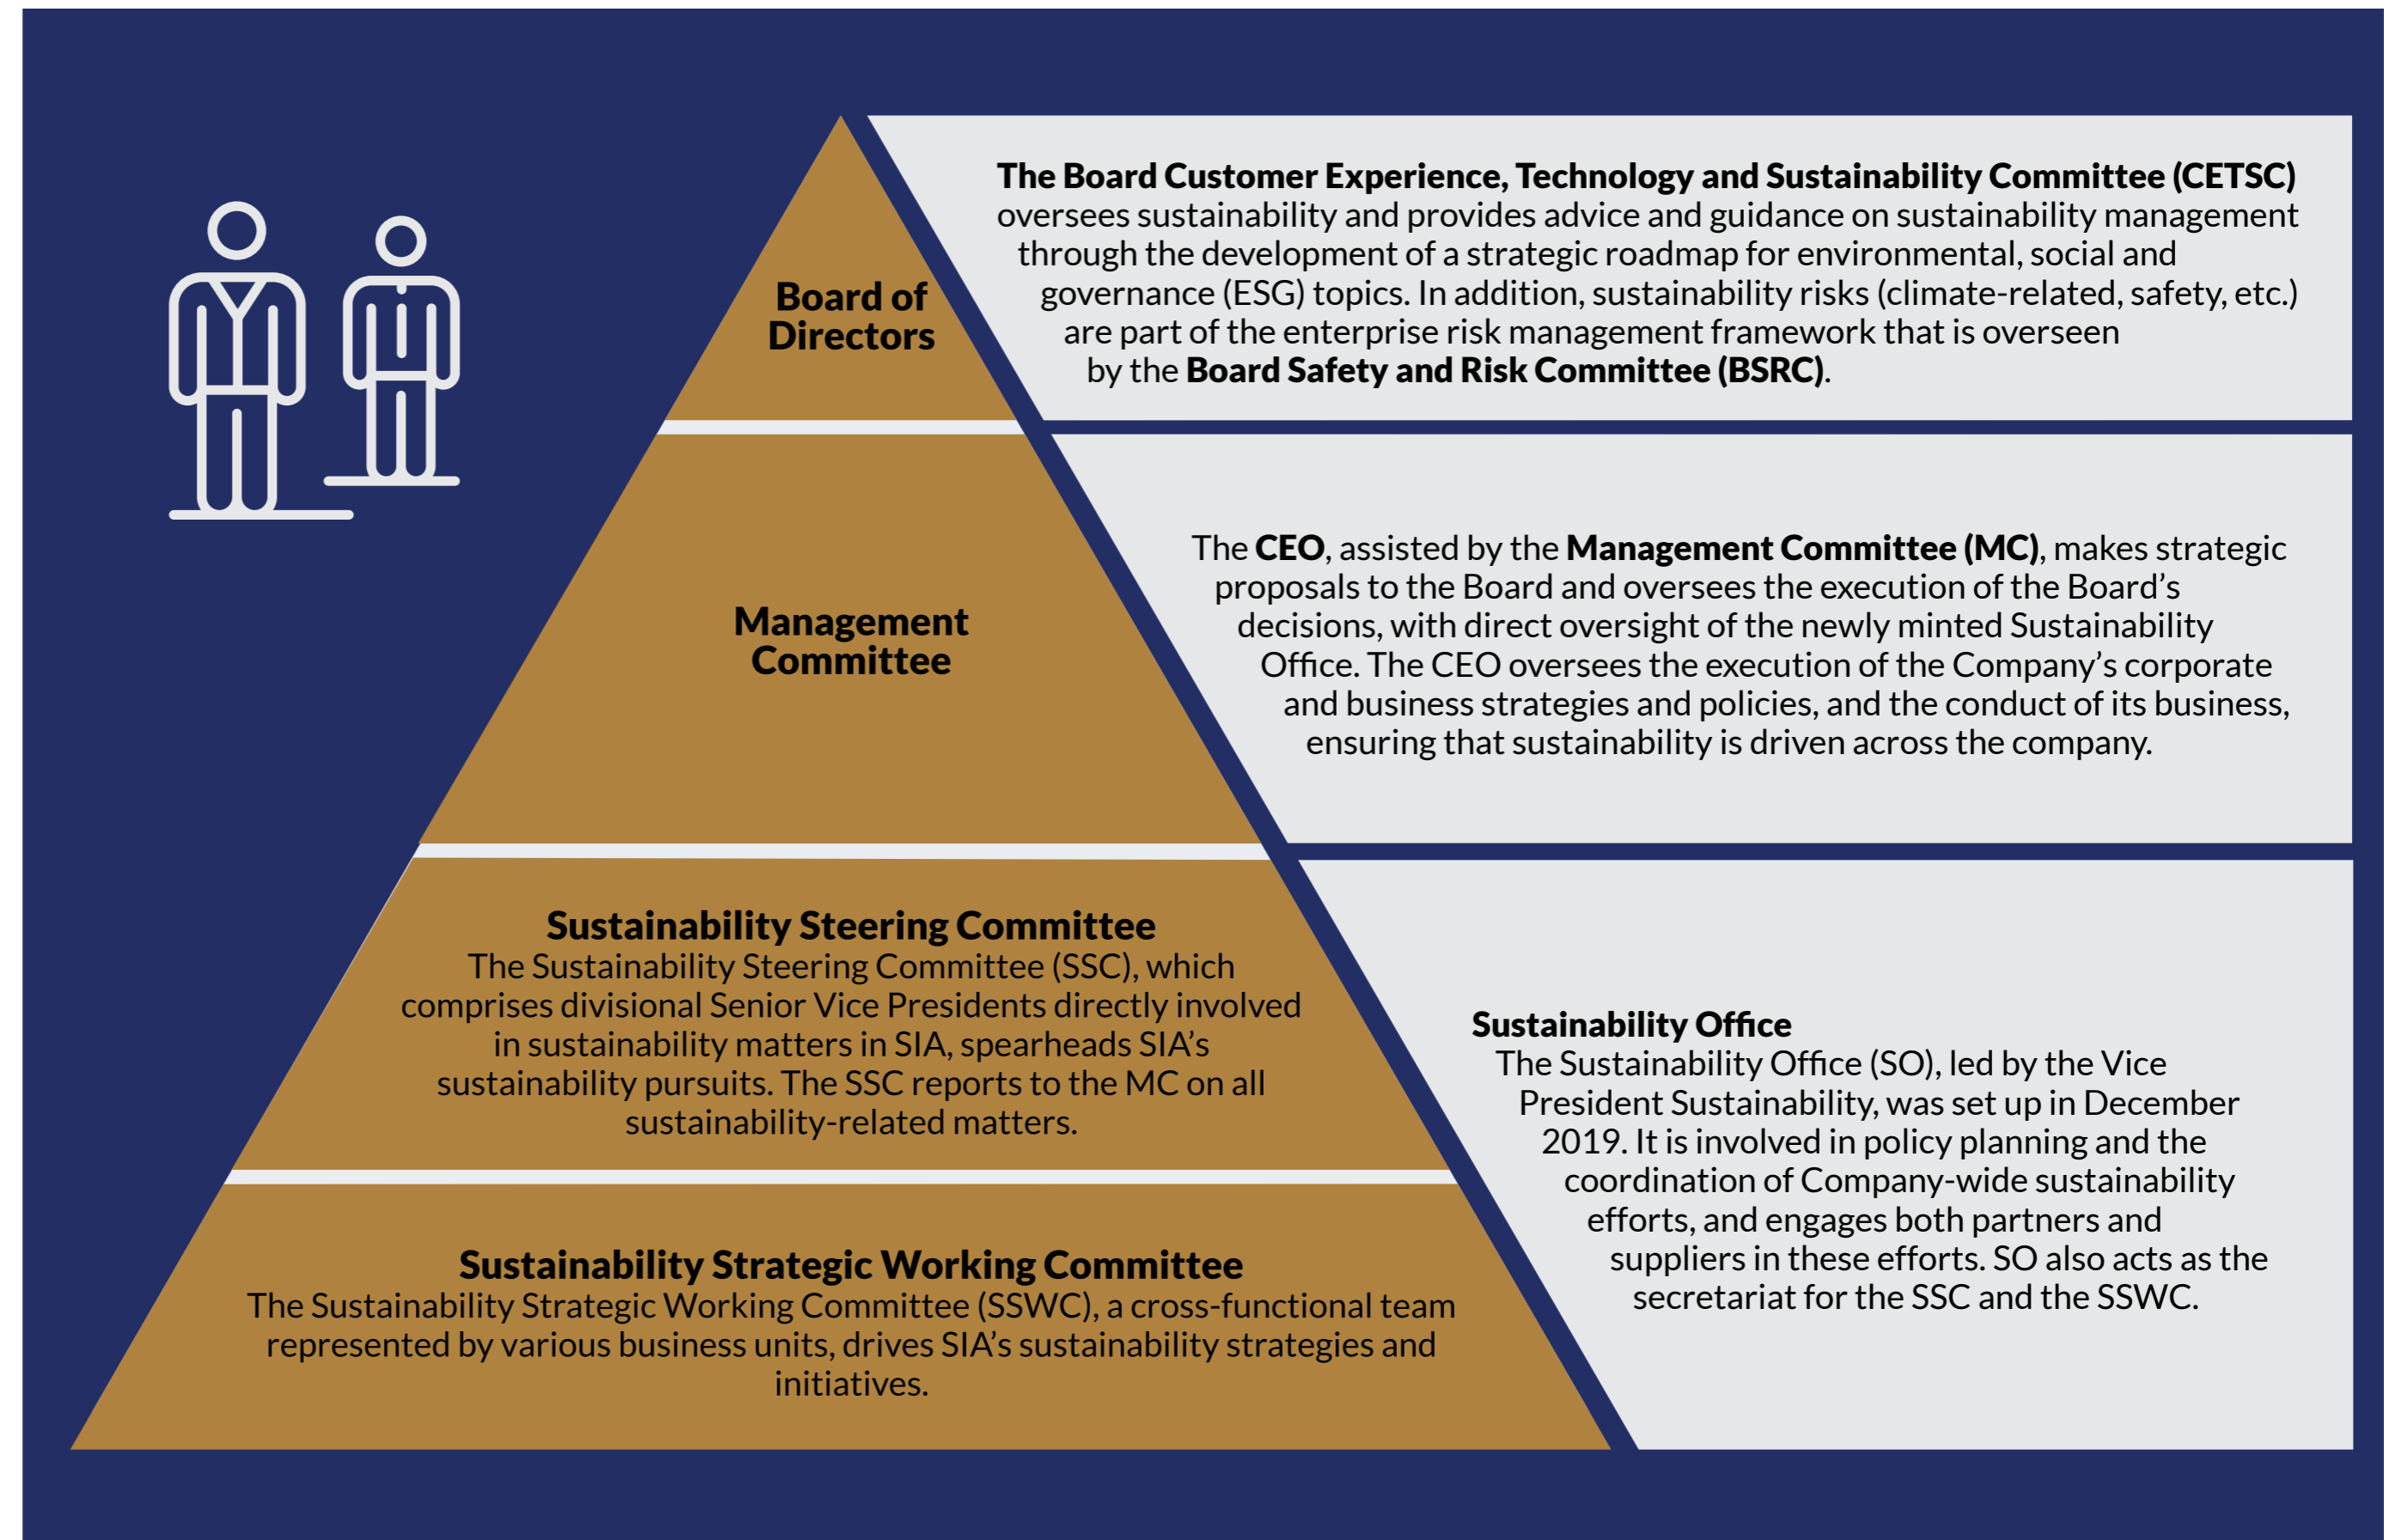 Board of
Directors
The Board Customer Experience, Technology and Sustainability Committee (CETSC)
oversees sustainability and provides advice and guidance on sustainability management
through the development of a strategic roadmap for environmental, social and
governance (ESG) topics. In addition, sustainability risks (climate-related, safety, etc.)
are part of the enterprise risk management framework that is overseen
by the Board Safety and Risk Committee (BSRC).
Management
Committee
The CEO, assisted by the Management Committee (MC), makes strategic
proposals to the Board and oversees the execution of the Board’s
decisions, with direct oversight of the newly minted Sustainability
Office. The CEO oversees the execution of the Company’s corporate
and business strategies and policies, and the conduct of its business,
ensuring that sustainability is driven across the company.
Sustainability Steering Committee
The Sustainability Steering Committee (SSC), which
comprises divisional Senior Vice Presidents directly involved
in sustainability matters in SIA, spearheads SIA’s
sustainability pursuits. The SSC reports to the MC on all
sustainability-related matters.
Sustainability Strategic Working Committee
The Sustainability Strategic Working Committee (SSWC), a cross-functional team
represented by various business units, drives SIA’s sustainability strategies and
initiatives.
Sustainability Office
The Sustainability Office (SO), led by the Vice
President Sustainability, was set up in December
2019. It is involved in policy planning and the
coordination of Company-wide sustainability
efforts, and engages both partners and
suppliers in these efforts. SO also acts as the
secretariat for the SSC and the SSWC.